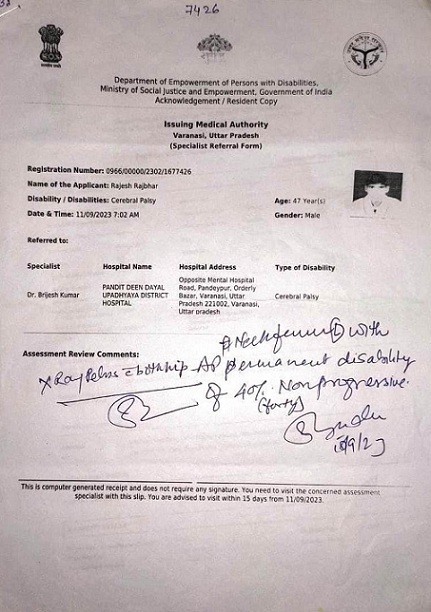 7426
Department of Empowerment of Persons with Disabilities,
Ministry of Social Justice and Empowerment, Government of India
Acknowledgement / Resident Copy
Issuing Medical Authority
Varanasi, Uttar Pradesh
(Specialist Referral Form)
Registration Number: 0966/00000/2302/1677426
Name of the Applicant: Rajesh Rajbhar
Disability / Disabilities: Cerebral Palsy
Age: 47 Year(s)
Date & Time: 11/09/2023 7:02 AM
Gender: Male
Referred to:
Specialist Hospital Name Hospital Address Type of Disability
Dr. Brijesh Kumar
PANDIT DEEN DAYAL
UPADHYAYA DISTRICT
HOSPITAL
Opposite Mental Hospital
Road, Pandeypur, Orderly
Bazar, Varanasi, Uttar
Pradesh 221002, Varanasi,
Uttar pradesh
Cerebral Palsy
Assessment Review Comments:
# Neck femur (L) with
X Ray Pelvis c both hip AP
permanent disability
of 40% Non progressive.
(forty)
This is computer generated receipt and does not require any signature. You need to visit the concerned assessment
specialist with this slip. You are advised to visit within 15 days from 11/09/2023.